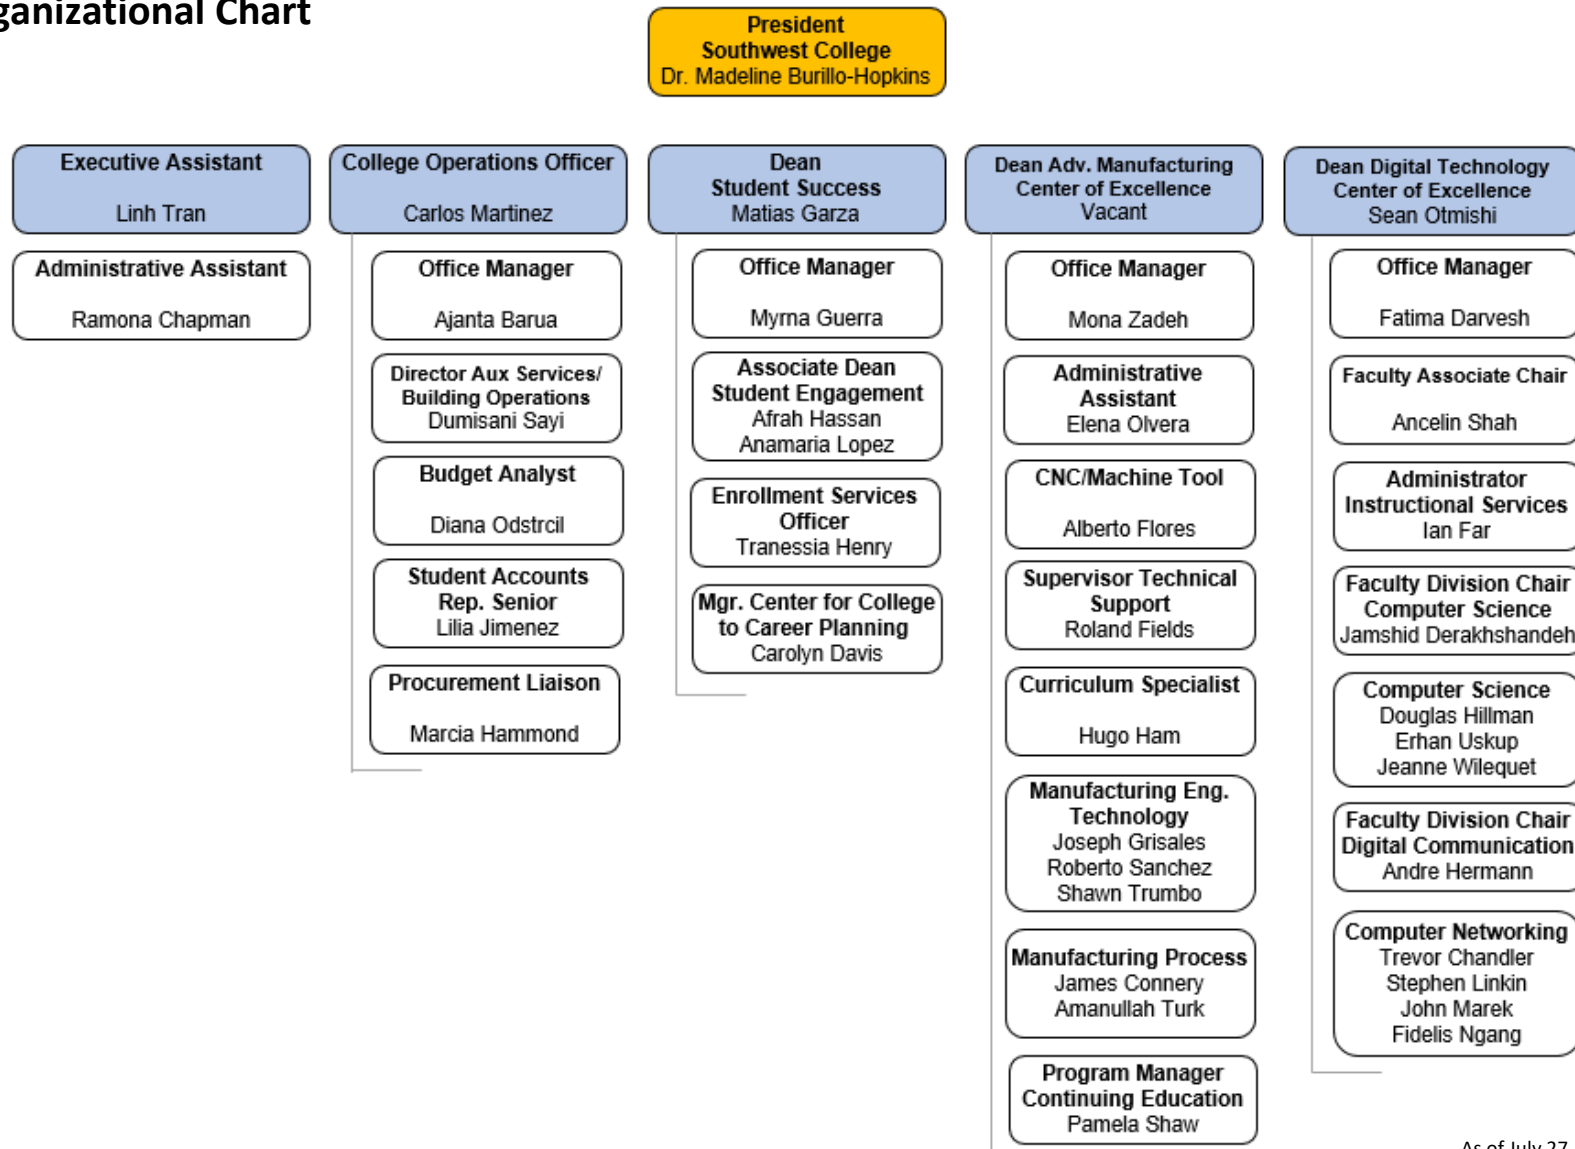 ganizational Chart
President
Southwest College
Dr. Madeline Burillo-Hopkins
Executive Assistant
Linh Tran
Administrative Assistant
Ramona Chapman
College Operations Officer
Carlos Martinez
Office Manager
Ajanta Barua
Director Aux Services/
Building Operations
Dumisani Sayi
Budget Analyst
Diana Odstrcil
Student Accounts
Rep. Senior
Lilia Jimenez
Procurement Liaison
Marcia Hammond
Dean
Student Success
Matias Garza
Office Manager
Myrna Guerra
Associate Dean
Student Engagement
Afrah Hassan
Anamaria Lopez
Enrollment Services
Officer
Tranessia Henry
Mgr. Center for College
to Career Planning
Carolyn Davis
Dean Adv. Manufacturing
Center of Excellence
Vacant
Office Manager
Mona Zadeh
Administrative
Assistant
Elena Olvera
CNC/Machine Tool
Alberto Flores
Supervisor Technical
Support
Roland Fields
Curriculum Specialist
Hugo Ham
Manufacturing Eng.
Technology
Joseph Grisales
Roberto Sanchez
Shawn Trumbo
Manufacturing Process
James Connery
Amanullah Turk
Program Manager
Continuing Education
Pamela Shaw
Dean Digital Technology
Center of Excellence
Sean Otmishi
Office Manager
Fatima Darvesh
Faculty Associate Chair
Ancelin Shah
Administrator
Instructional Services
Ian Far
Faculty Division Chair
Computer Science
Jamshid Derakhshandeh
Computer Science
Douglas Hillman
Erhan Uskup
Jeanne Wilequet
Faculty Division Chair
Digital Communication
Andre Hermann
Computer Networking
Trevor Chandler
Stephen Linkin
John Marek
Fidelis Ngang
As of July 27